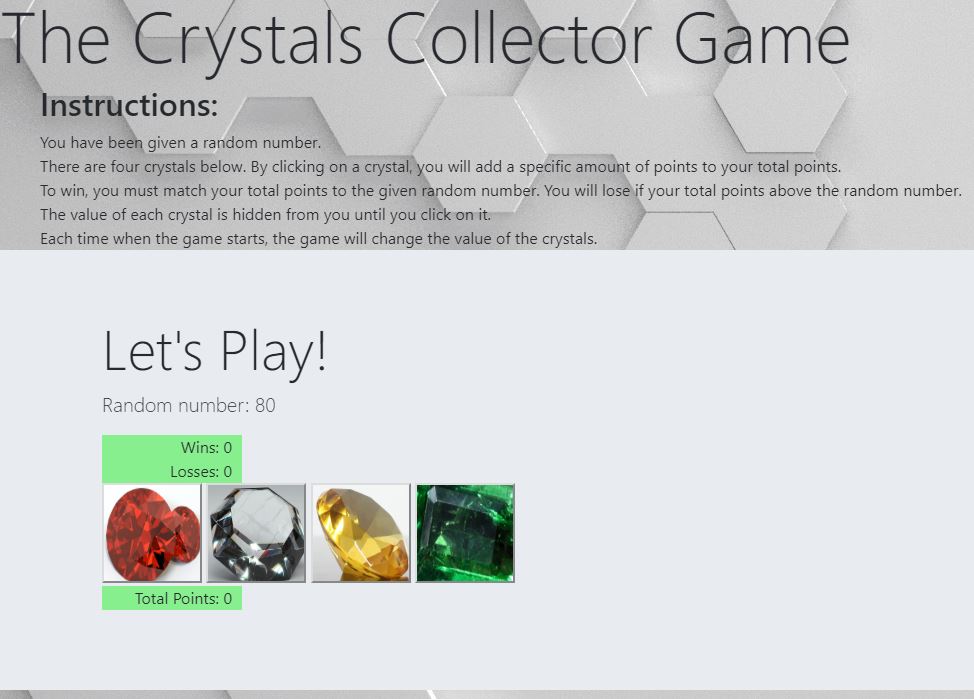 The Crystals Collector Game
Instructions:
You have been given a random number.
There are four crystals below. By clicking on a crystal, you will add a specific amount of points to your total points.
To win, you must match your total points to the given random number. You will lose if your total points above the random number.
The value of each crystal is hidden from you until you click on it.
Each time when the game starts, the game will change the value of the crystals.
Let's Play!
Random number: 80
Wins: 0
Losses: 0
Total Points: 0